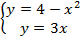 y = 4 − x²
y = 3x